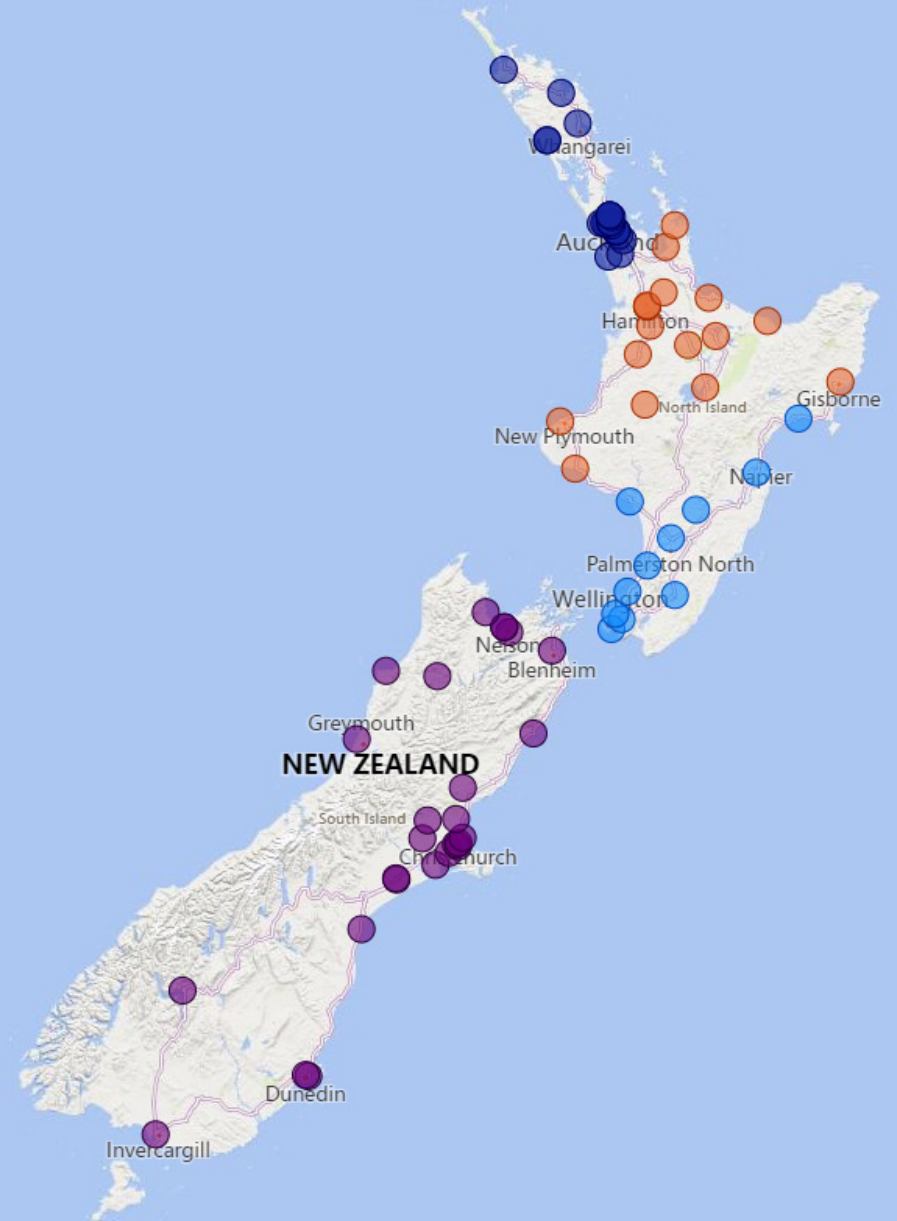 Whangarei
Auckland
Hamilton
Gisborne
North Island
New Plymouth
Napier
Palmerston North
Wellington
Nelson
Blenheim
Greymouth
NEW ZEALAND
South Island
Christchurch
Dunedin
Invercargill